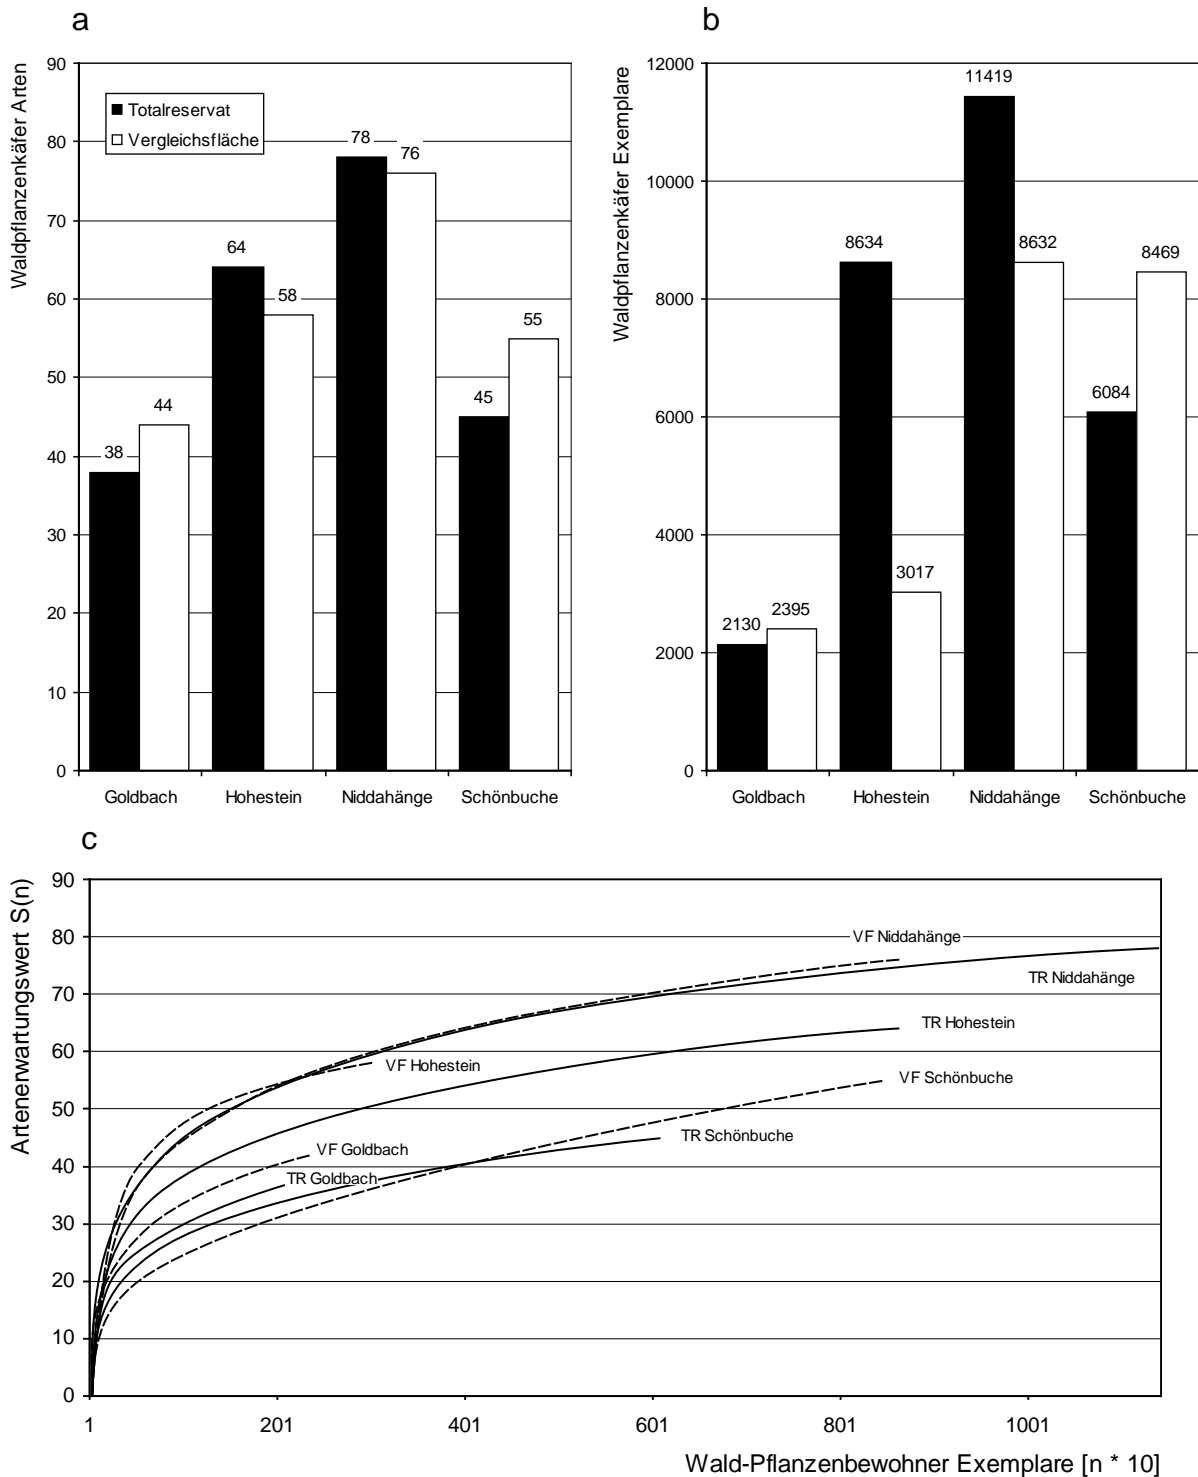 a
Waldpflanzenkäfer Arten
90
80
70
60
50
40
30
20
10
0
Totalreservat
Vergleichsfläche
38
44
64
58
78
76
45
55
Goldbach
Hohestein
Niddahänge
Schönbuche
b
Waldpflanzenkäfer Exemplare
12000
10000
8000
6000
4000
2000
0
2130
2395
8634
3017
11419
8632
6084
8469
Goldbach
Hohestein
Niddahänge
Schönbuche
c
Artenerwartungswert S(n)
90
80
70
60
50
40
30
20
10
0
VF Niddahänge
TR Niddahänge
TR Hohestein
VF Hohestein
VF Schönbuche
TR Schönbuche
VF Goldbach
TR Goldbach
1
201
401
601
801
1001
Wald-Pflanzenbewohner Exemplare [n * 10]